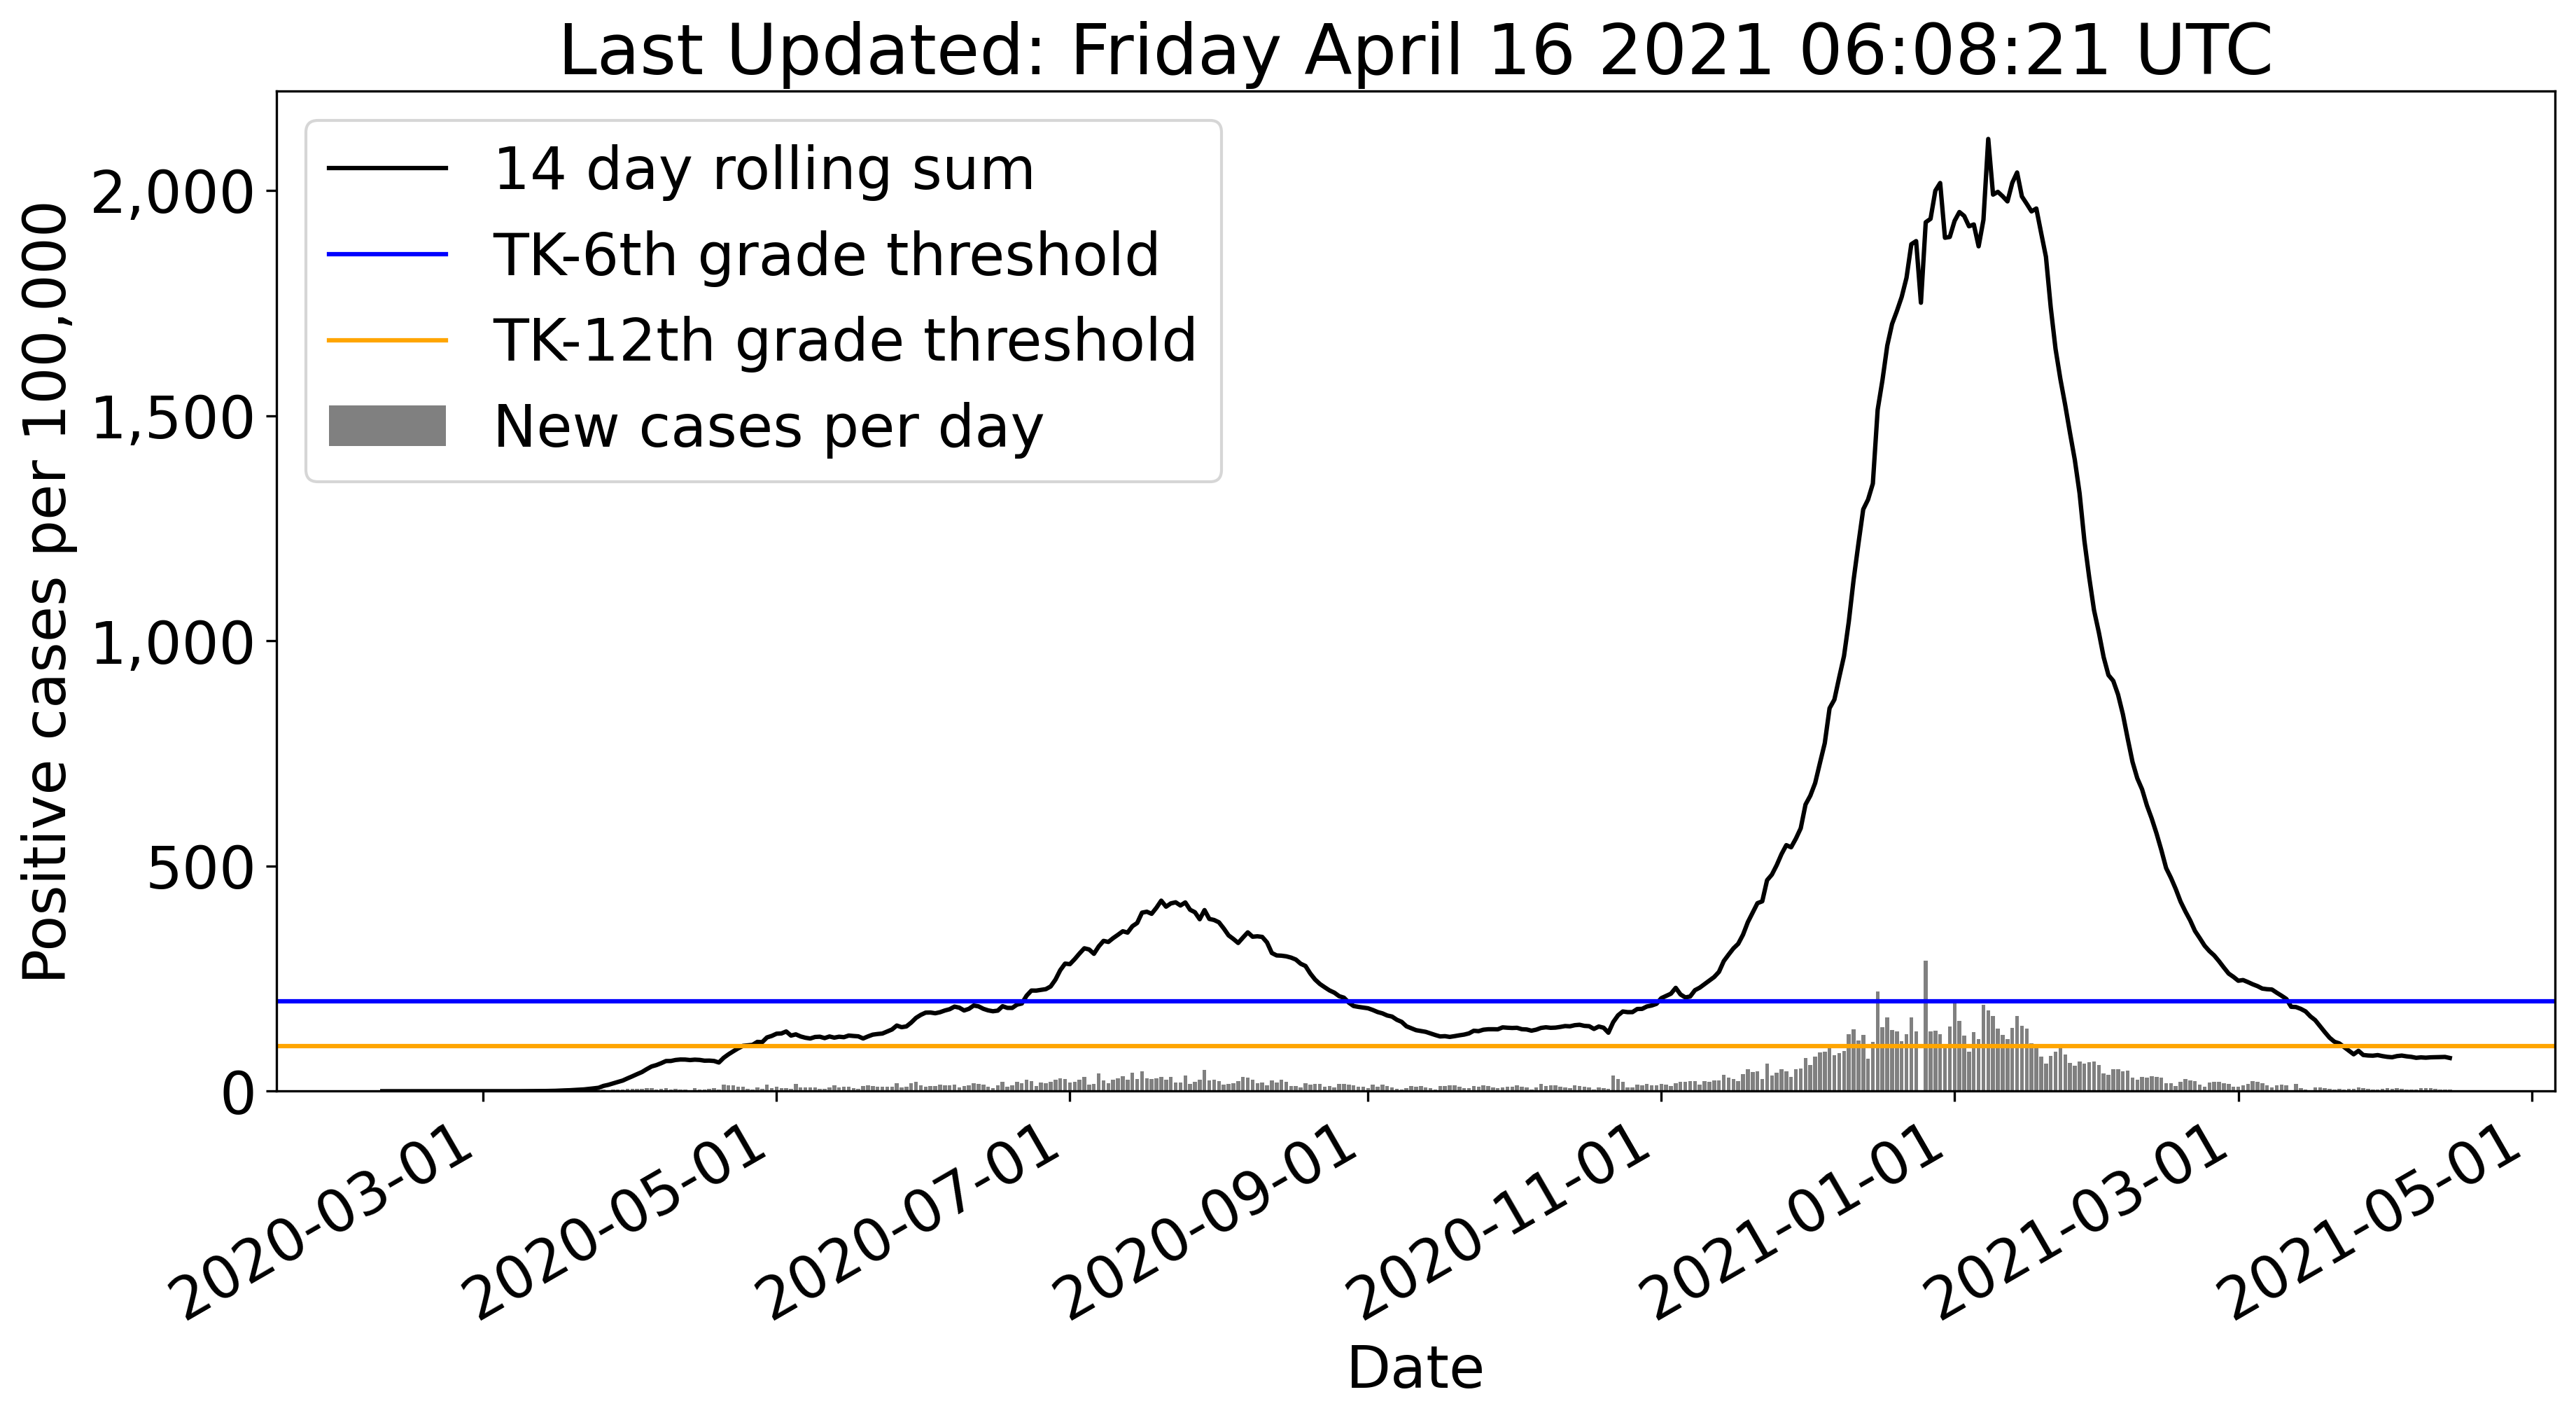 Last Updated: Friday April 16 2021 06:08:21 UTC
14 day rolling sum
TK-6th grade threshold
TK-12th grade threshold
New cases per day
Positive cases per 100,000
2,000
1,500
1,000
500
0
2020-03-01
2020-05-01
2020-07-01
2020-09-01
2020-11-01
2021-01-01
2021-03-01
2021-05-01
Date